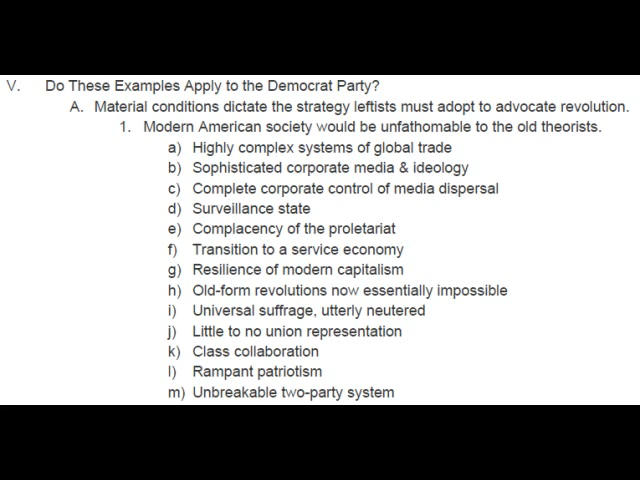 V. Do These Examples Apply to the Democrat Party?
A. Material conditions dictate the strategy leftists must adopt to advocate revolution.
1. Modern American society would be unfathomable to the old theorists.
a) Highly complex systems of global trade
b) Sophisticated corporate media & ideology
c) Complete corporate control of media dispersal
d) Surveillance state
e) Complacency of the proletariat
f) Transition to a service economy
g) Resilience of modern capitalism
h) Old-form revolutions now essentially impossible
i) Universal suffrage, utterly neutered
j) Little to no union representation
k) Class collaboration
l) Rampant patriotism
m) Unbreakable two-party system